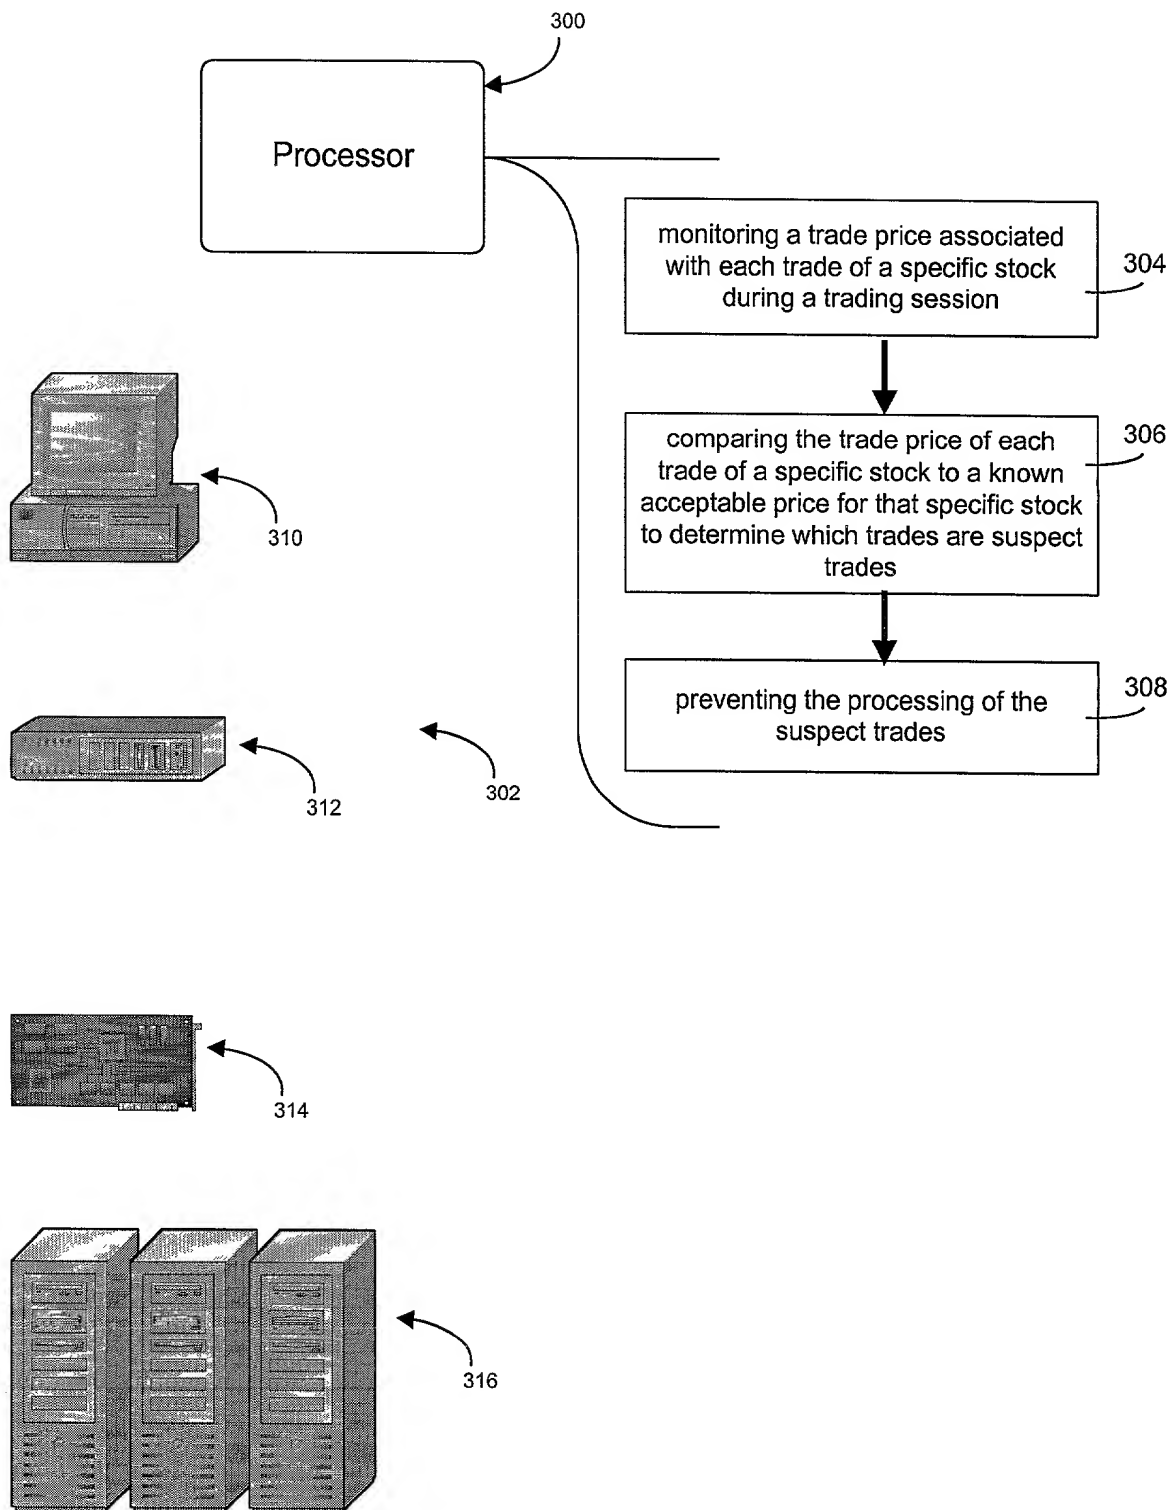 300
Processor
monitoring a trade price associated
with each trade of a specific stock
during a trading session
304
comparing the trade price of each
trade of a specific stock to a known
acceptable price for that specific stock
to determine which trades are suspect
trades
306
310
preventing the processing of the
suspect trades
308
312
302
314
316